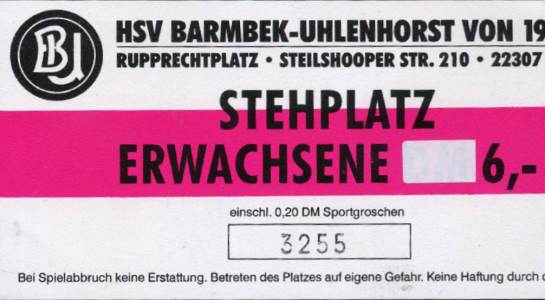 BU
HSV BARMBEK-UHLENHORST VON 19
RUPPRECHTPLATZ • STEILSHOOPER STR. 210 • 22307
STEHPLATZ
ERWACHSENE 6,-
einschl. 0,20 DM Sportgroschen
3255
Bei Spielabbruch keine Erstattung. Betreten des Platzes auf eigene Gefahr. Keine Haftung durch